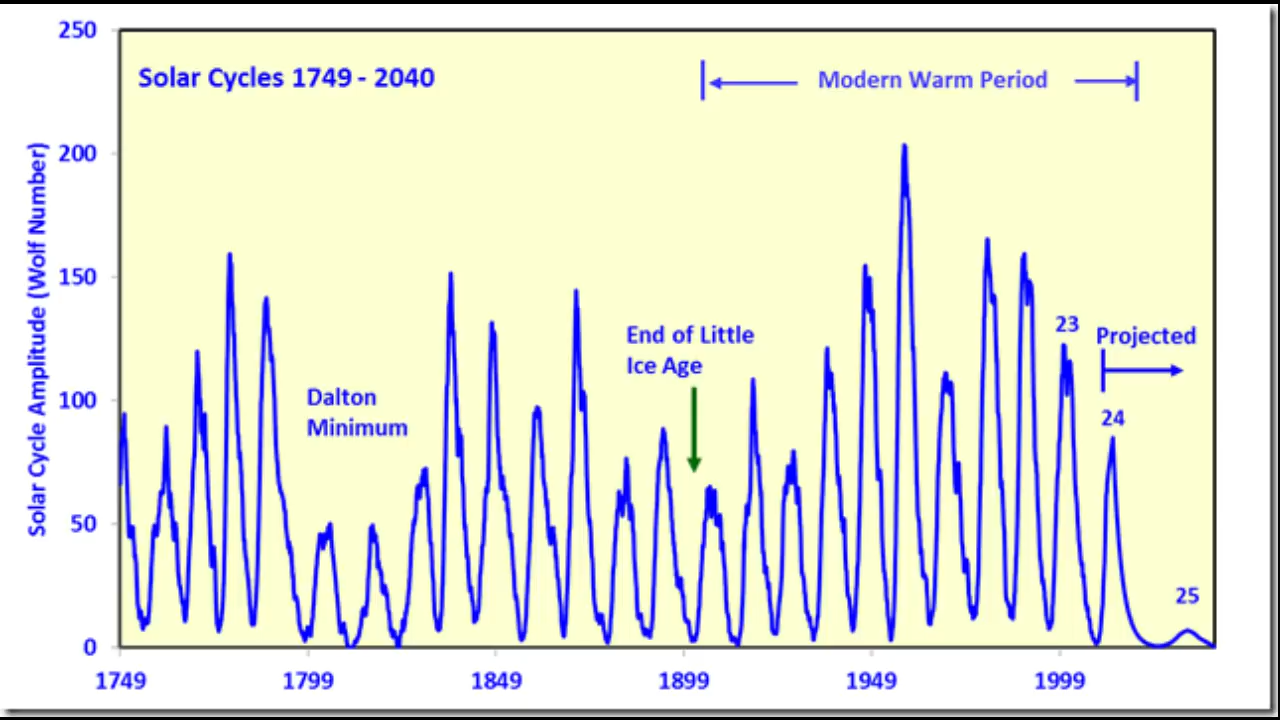 250
Solar Cycles 1749 - 2040
Modern Warm Period
200
Solar Cycle Amplitude (Wolf Number)
150
23
Projected
End of Little
Ice Age
Dalton
Minimum
100
24
50
25
0
1749
1799
1849
1899
1949
1999